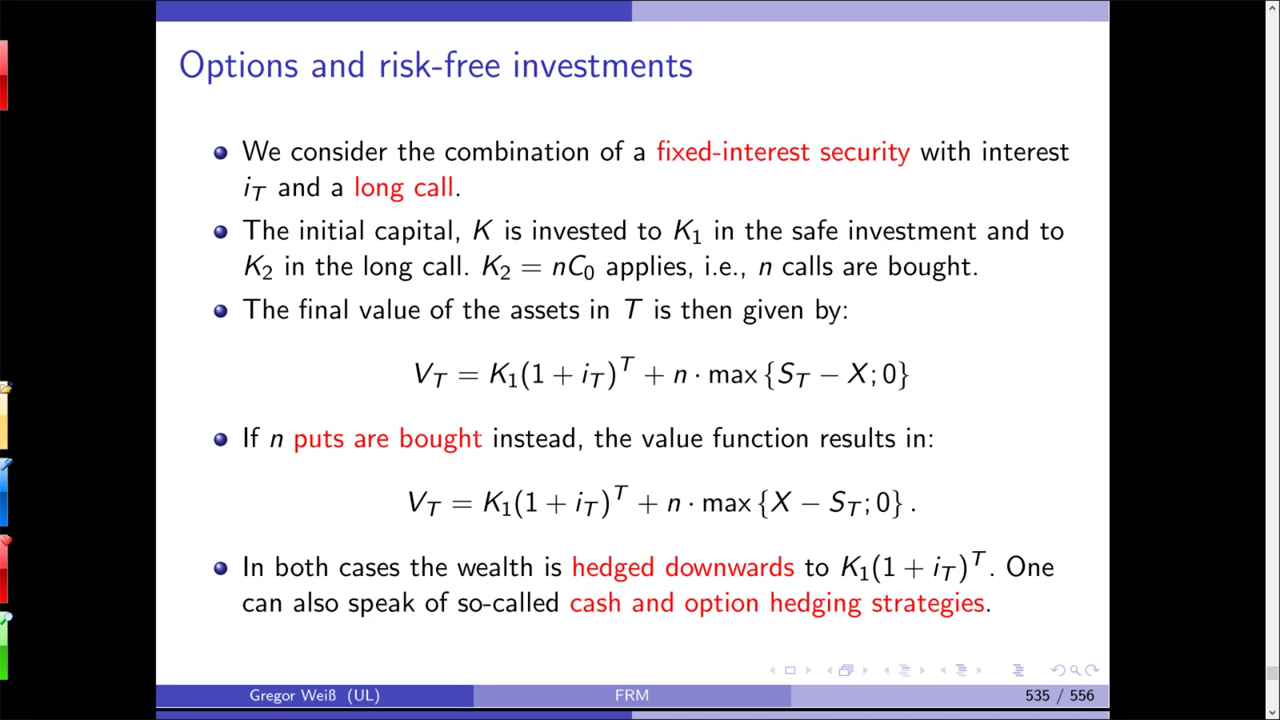 Options and risk-free investments
We consider the combination of a fixed-interest security with interest
i_T and a long call.
The initial capital, K is invested to K_1 in the safe investment and to
K_2 in the long call. K_2 = nC_0 applies, i.e., n calls are bought.
The final value of the assets in T is then given by:
V_T = K_1(1 + i_T)^T + n · max {S_T − X; 0}
If n puts are bought instead, the value function results in:
V_T = K_1(1 + i_T)^T + n · max {X − S_T; 0} .
In both cases the wealth is hedged downwards to K_1(1 + i_T)^T. One
can also speak of so-called cash and option hedging strategies.
Gregor Weiß (UL) FRM 535 / 556